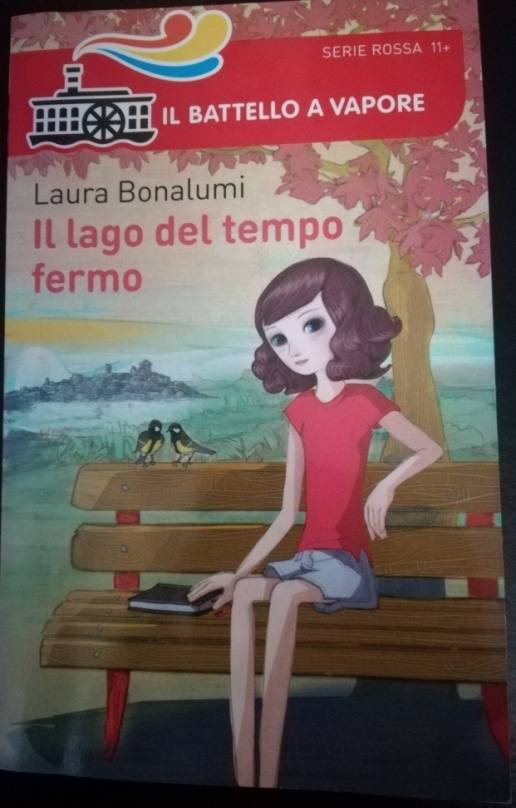 SERIE ROSSA 11+
IL BATTELLO A VAPORE
Laura Bonalumi
Il lago del tempo
fermo